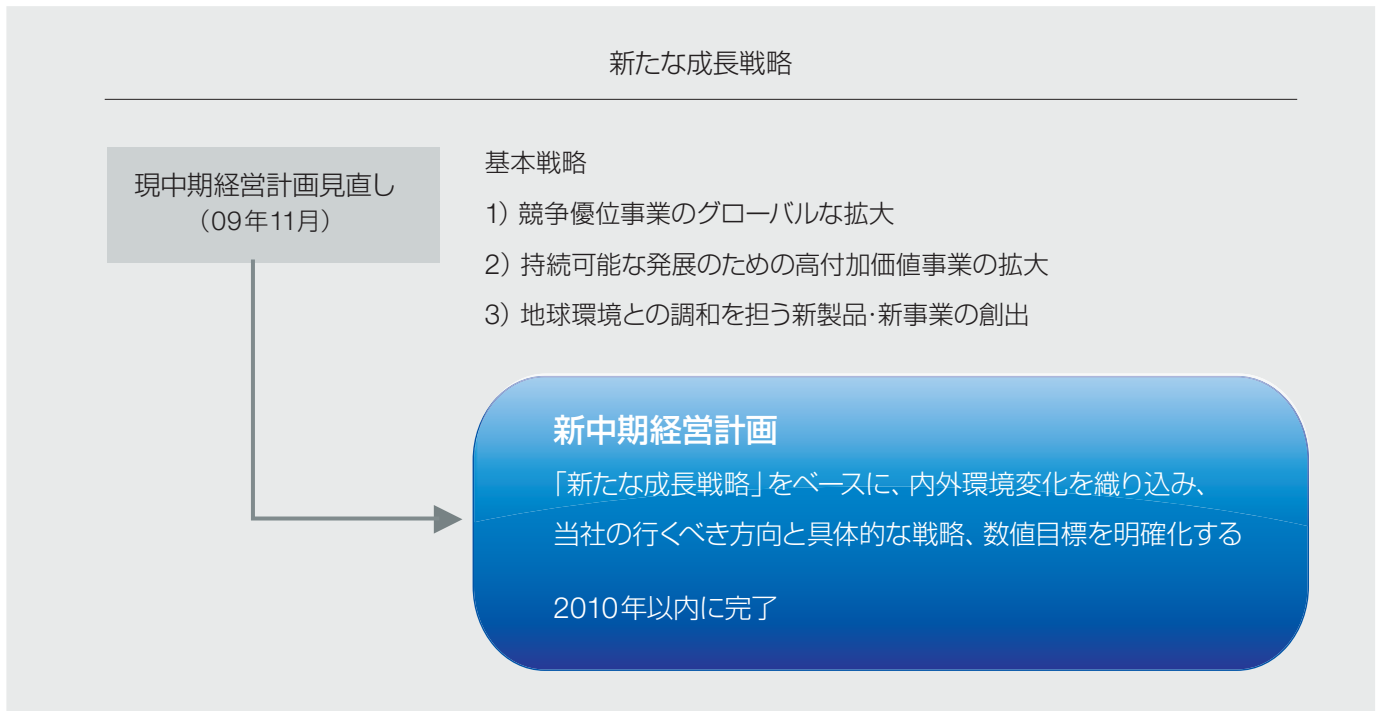 新たな成長戦略
現中期経営計画見直し
（09年11月）
基本戦略
1）競争優位事業のグローバルな拡大
2）持続可能な発展のための高付加価値事業の拡大
3）地球環境との調和を担う新製品・新事業の創出
新中期経営計画
「新たな成長戦略」をベースに、内外環境変化を織り込み、
当社の行くべき方向と具体的な戦略、数値目標を明確化する
2010年以内に完了